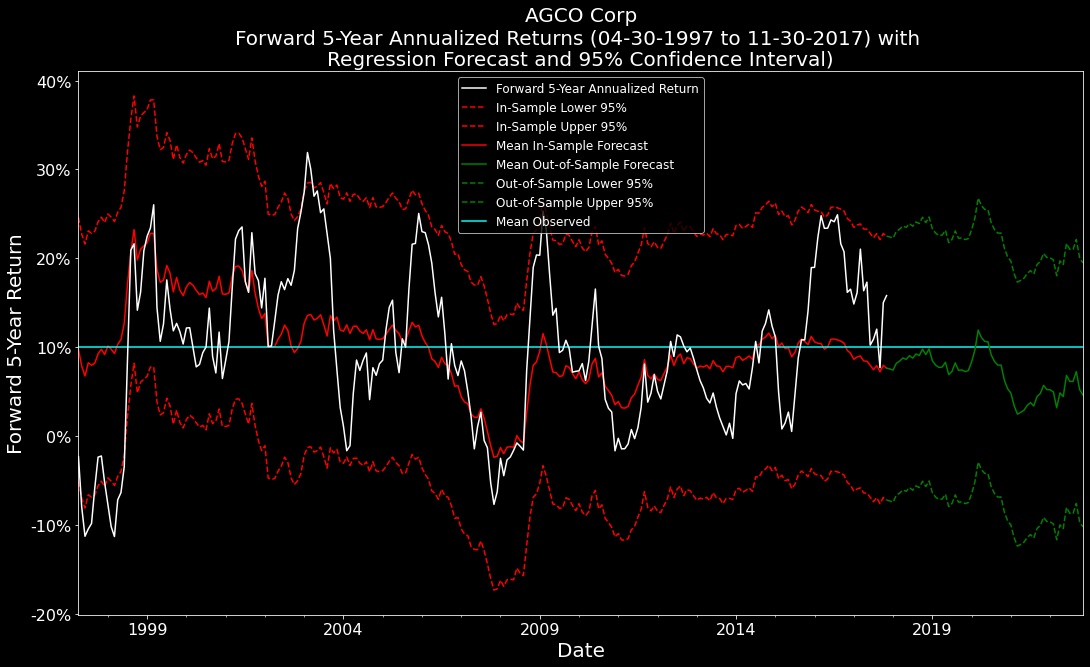 AGCO Corp
Forward 5-Year Annualized Returns (04-30-1997 to 11-30-2017) with
Regression Forecast and 95% Confidence Interval)
Forward 5-Year Annualized Return
In-Sample Lower 95%
In-Sample Upper 95%
Mean In-Sample Forecast
Mean Out-of-Sample Forecast
Out-of-Sample Lower 95%
Out-of-Sample Upper 95%
Mean Observed
Forward 5-Year Return
40%
30%
20%
10%
0%
-10%
-20%
1999
2004
2009
2014
2019
Date